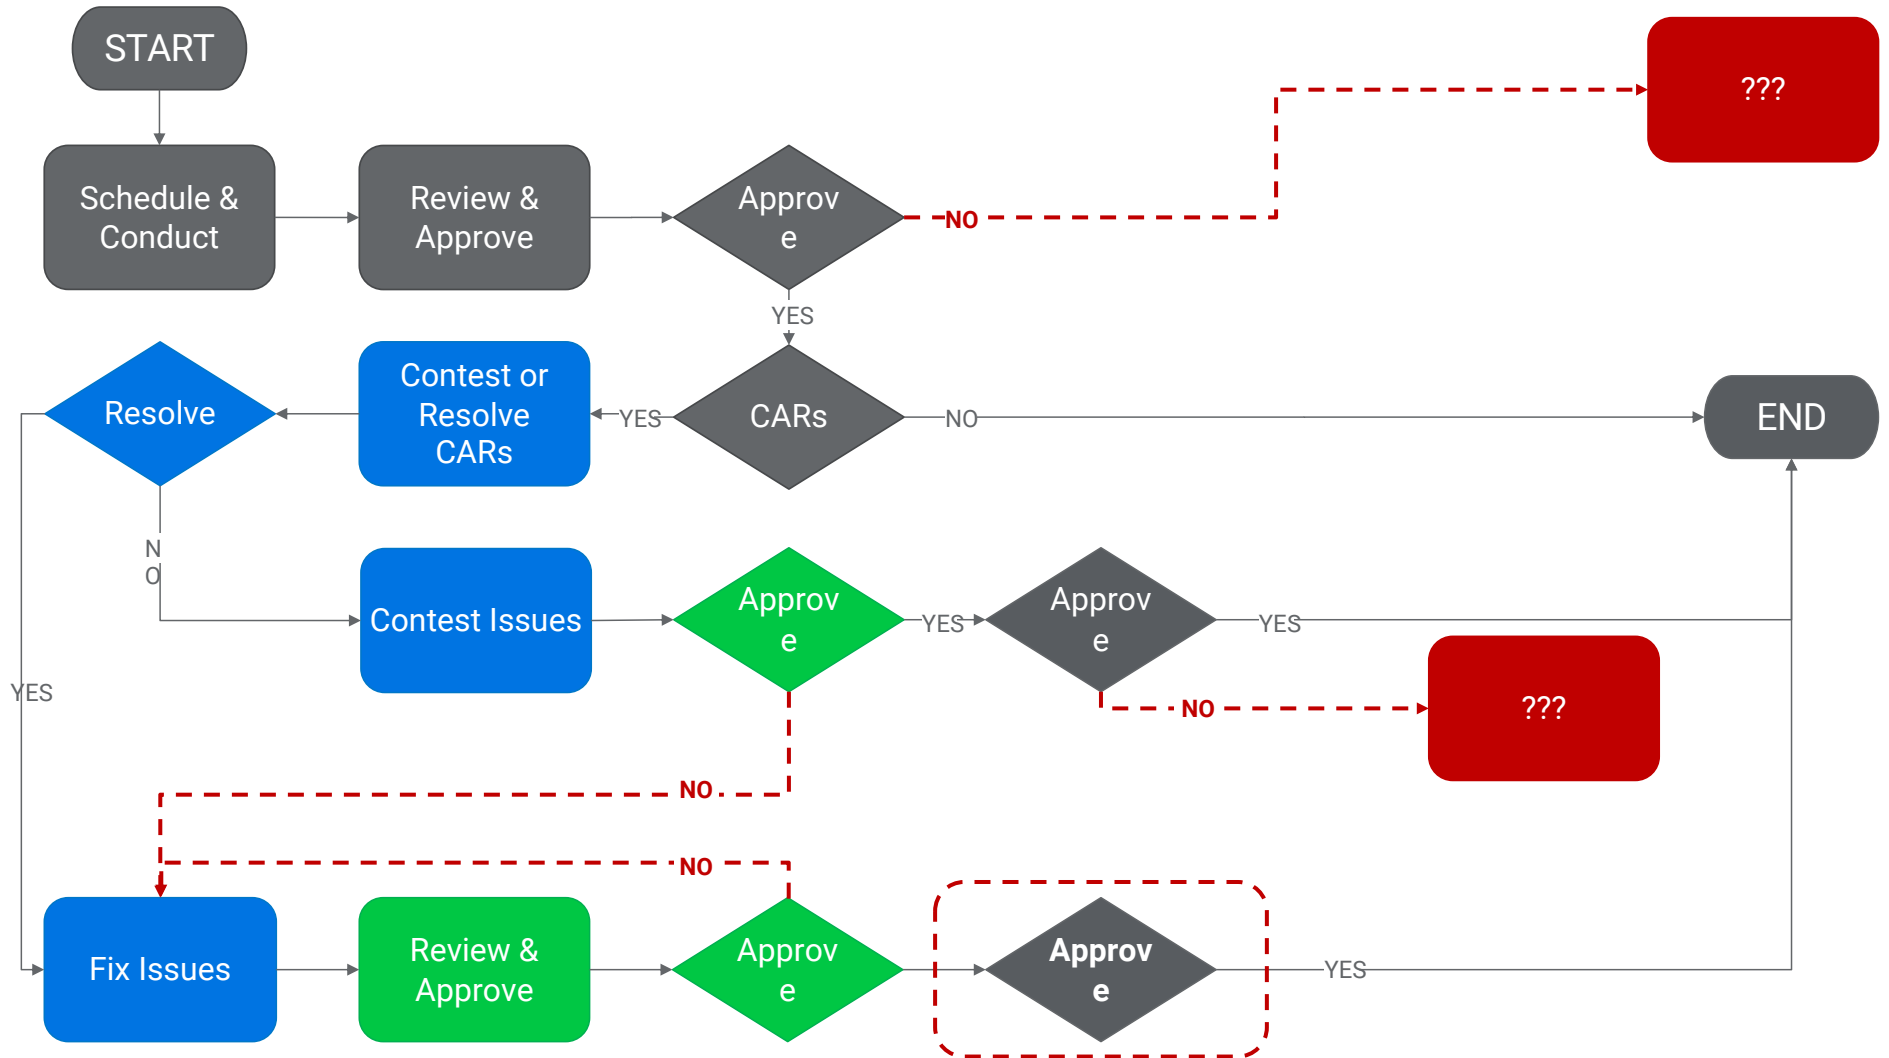 START
???
Schedule &
Conduct
Review &
Approve
Approv
e
NO
YES
Resolve
Contest or
Resolve
CARs
YES
CARs
NO
END
N
O
Contest Issues
Approv
e
YES
Approv
e
YES
YES
NO
???
NO
NO
Fix Issues
Review &
Approve
Approv
e
Approv
e
YES